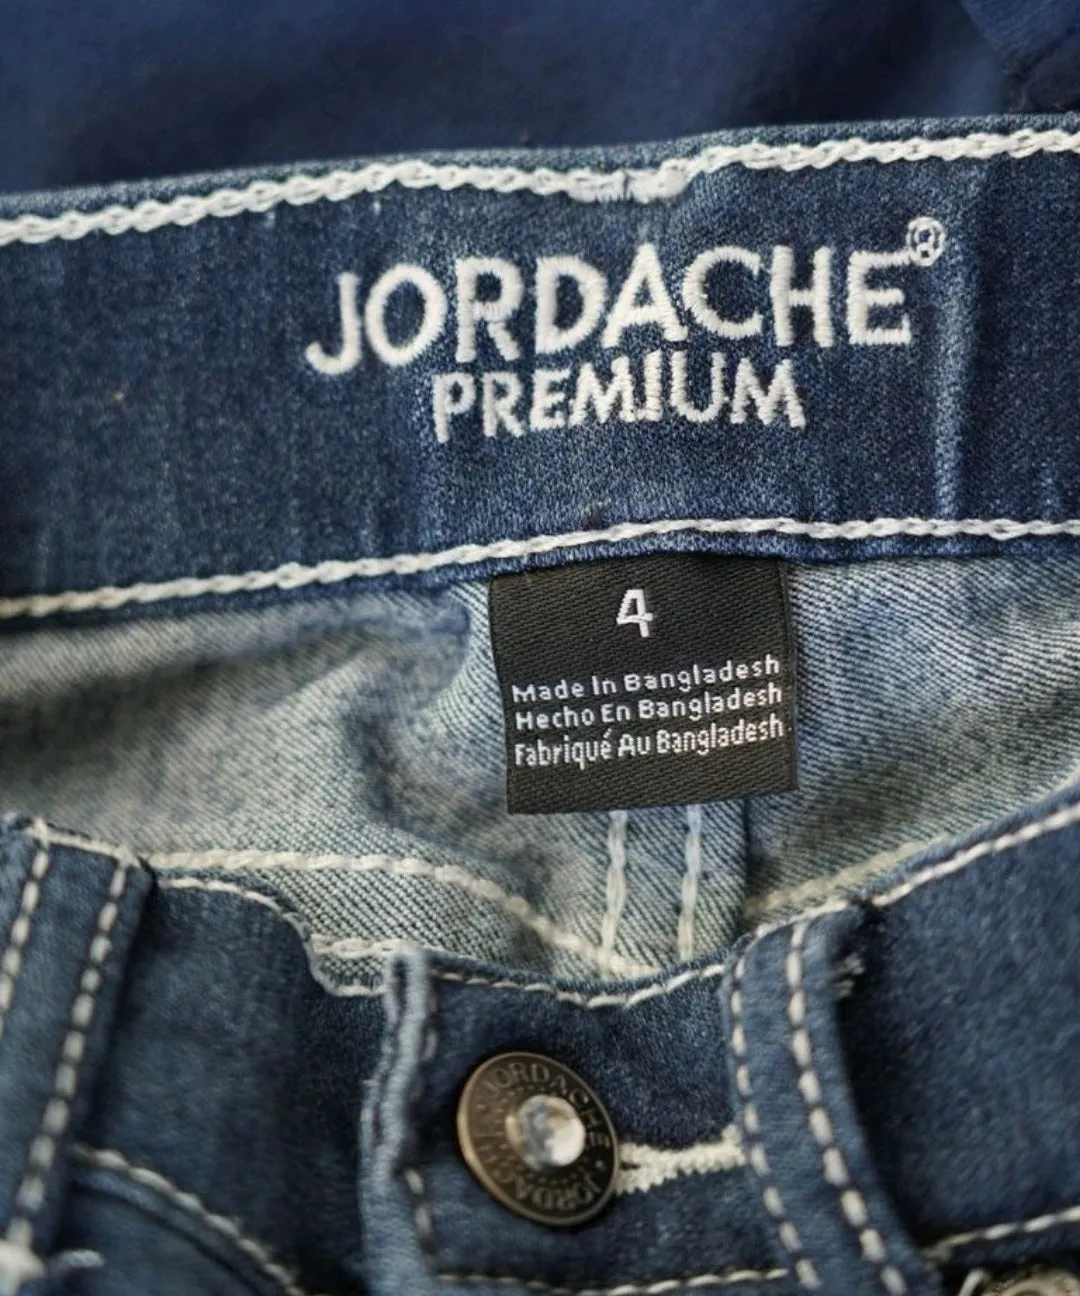 JORDACHE®
PREMIUM
4
Made In Bangladesh
Hecho En Bangladesh
Fabriqué Au Bangladesh
JORDACHE • JORDACHE •